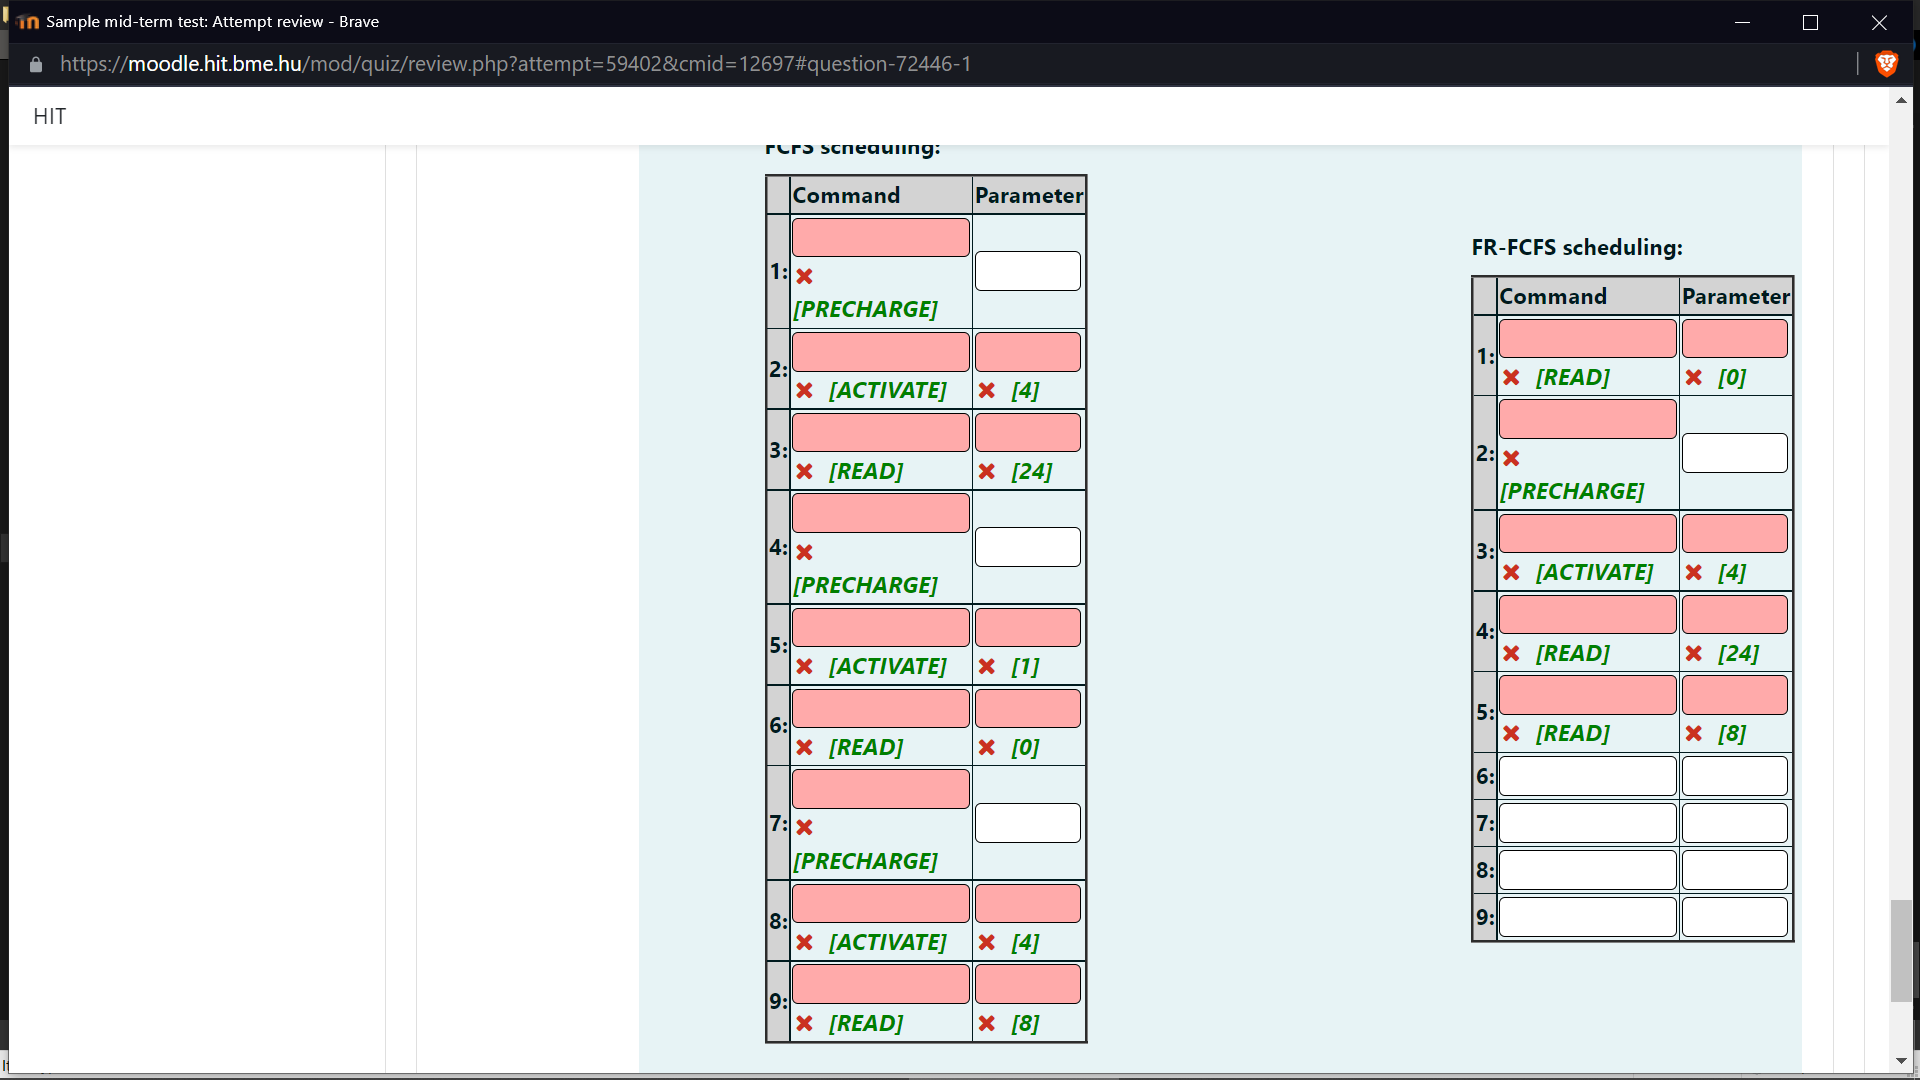 Sample mid-term test: Attempt review - Brave
https://moodle.hit.bme.hu/mod/quiz/review.php?attempt=59402&cmid=12697#question-72446-1
HIT
FCFS scheduling:
Command Parameter
1:
[PRECHARGE]
2:
[ACTIVATE] [4]
3:
[READ] [24]
4:
[PRECHARGE]
5:
[ACTIVATE] [1]
6:
[READ] [0]
7:
[PRECHARGE]
8:
[ACTIVATE] [4]
9:
[READ] [8]
FR-FCFS scheduling:
Command Parameter
1:
[READ] [0]
2:
[PRECHARGE]
3:
[ACTIVATE] [4]
4:
[READ] [24]
5:
[READ] [8]
6:
7:
8:
9: